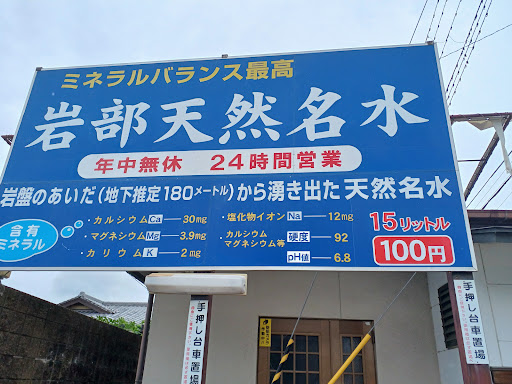 ミネラルバランス最高
岩部天然名水
年中無休 24時間営業
岩盤のあいだ(地下推定180メートル)から湧き出た天然名水
含有ミネラル
・カルシウム Ca — 30mg
・マグネシウム Mg — 3.9mg
・カリウム K — 2mg
・塩化物イオン Na — 12mg
・カルシウム マグネシウム等 硬度 — 92
pH値 — 6.8
15リットル
100円
手押し台車置場
手押し台車置場